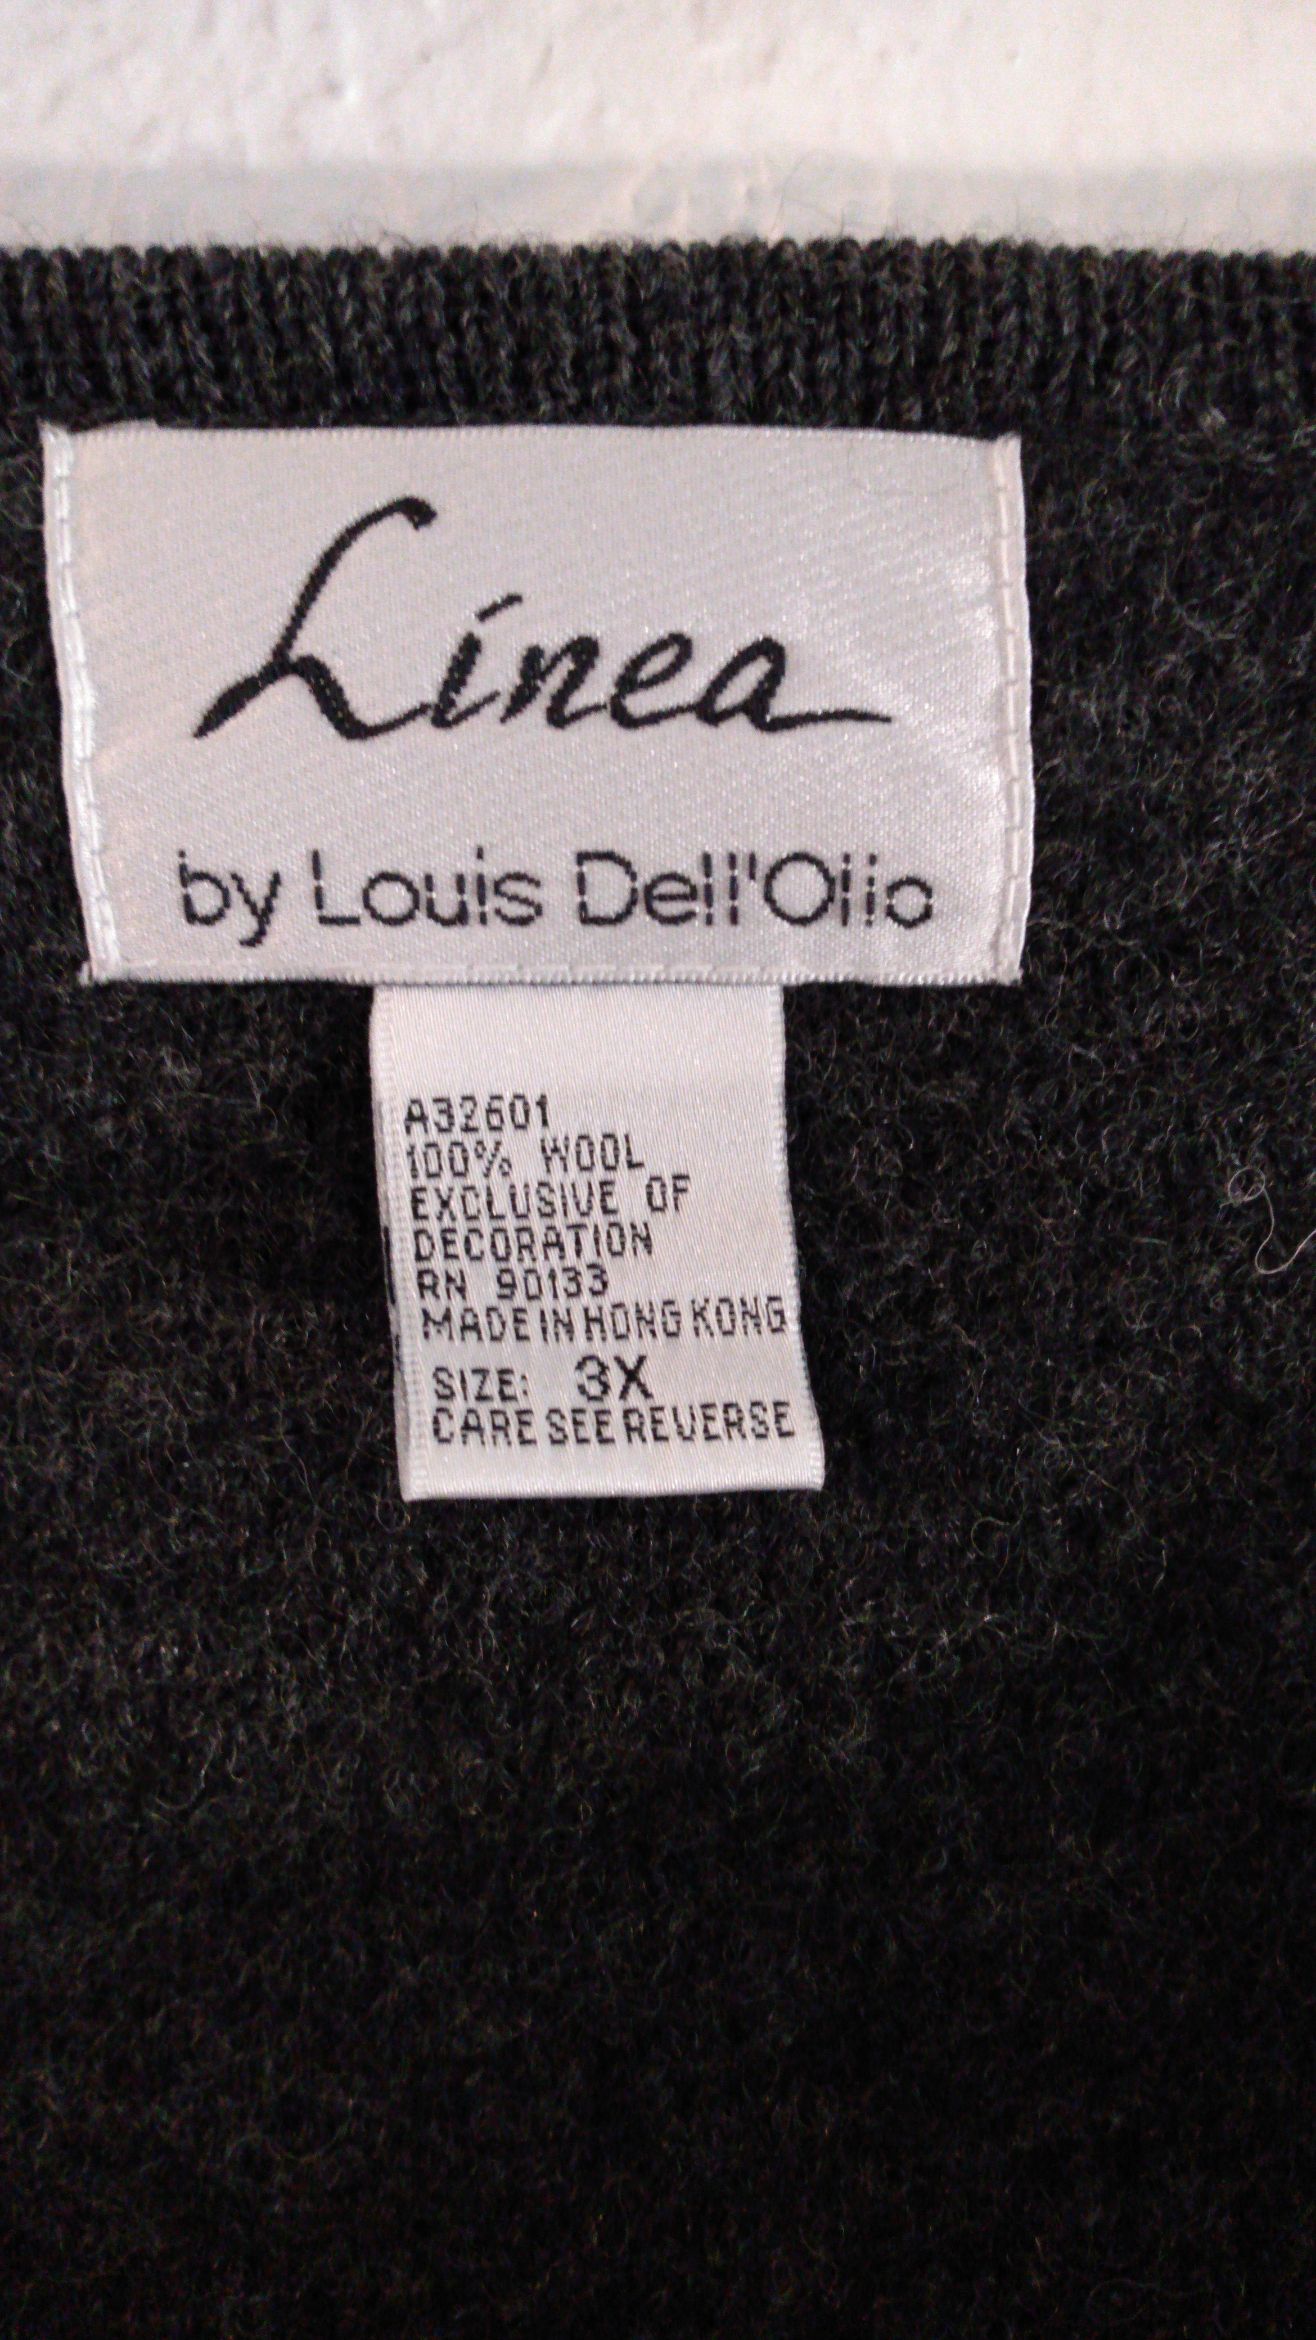 Linea
by Louis Dell'Olio
A32601
100% WOOL
EXCLUSIVE OF
DECORATION
RN 90133
MADE IN HONG KONG
SIZE: 3X
CARE SEE REVERSE